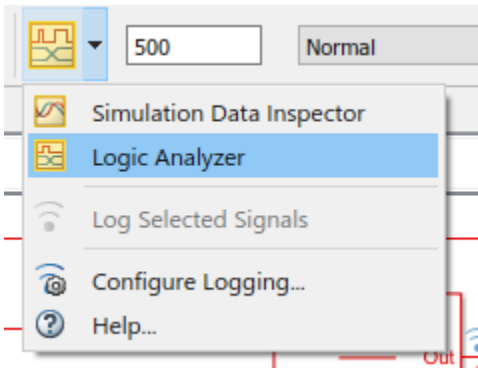 500
Normal
Simulation Data Inspector
Logic Analyzer
Log Selected Signals
Configure Logging...
Help...
Out